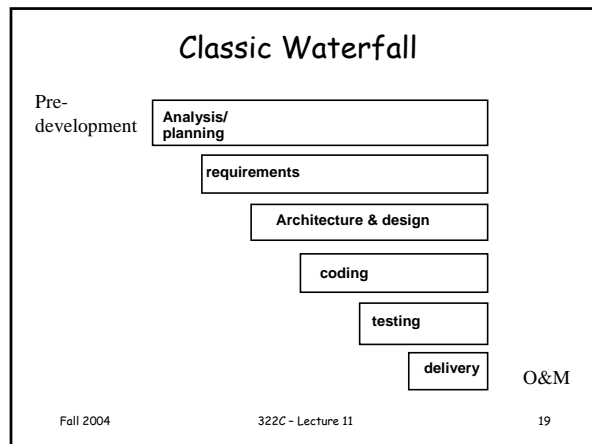 Classic Waterfall
Pre-
development
Analysis/
planning
requirements
Architecture & design
coding
testing
delivery
O&M
Fall 2004
322C - Lecture 11
19